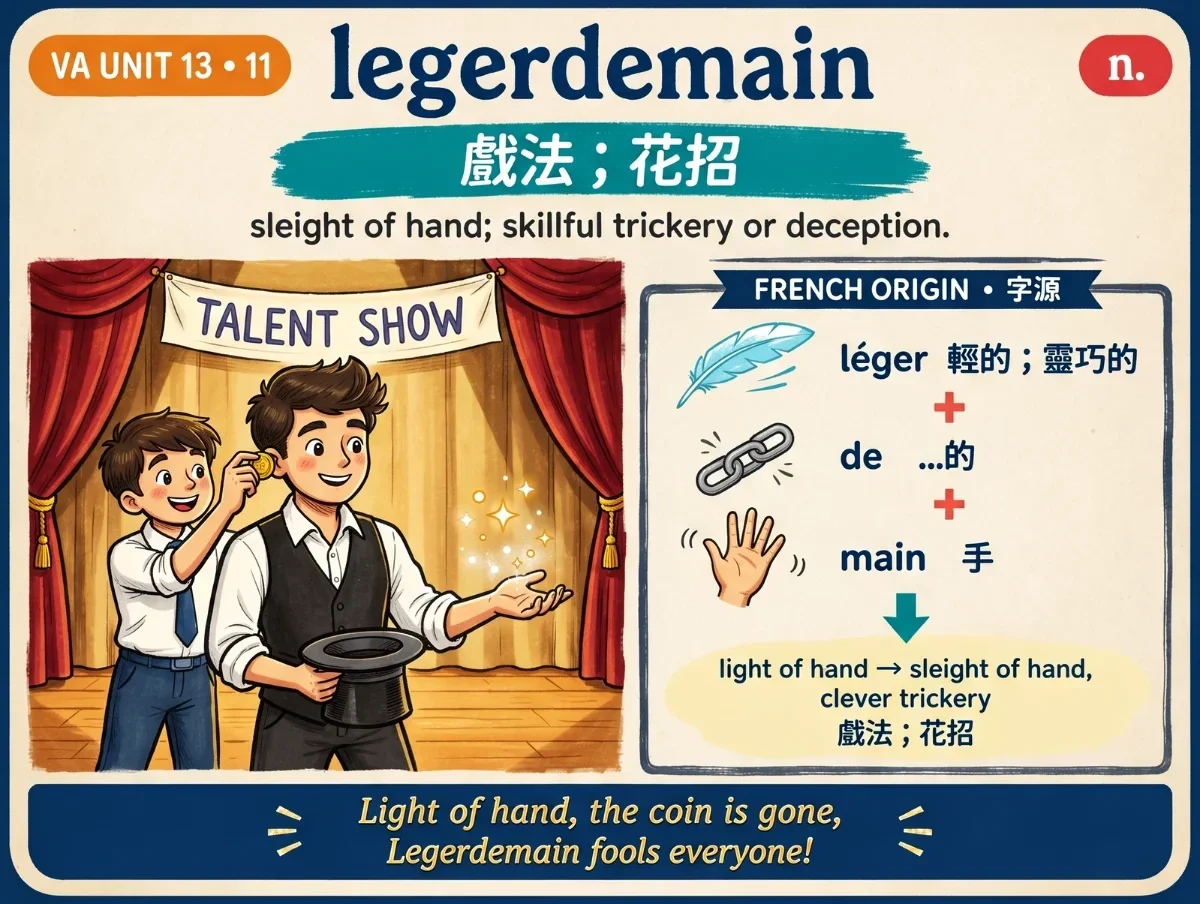 VA UNIT 13 • 11
legerdemain
n.
戲法；花招
sleight of hand; skillful trickery or deception.
TALENT SHOW
FRENCH ORIGIN • 字源
léger 輕的；靈巧的
+
de ...的
+
main 手
light of hand → sleight of hand,
clever trickery
戲法；花招
Light of hand, the coin is gone,
Legerdemain fools everyone!